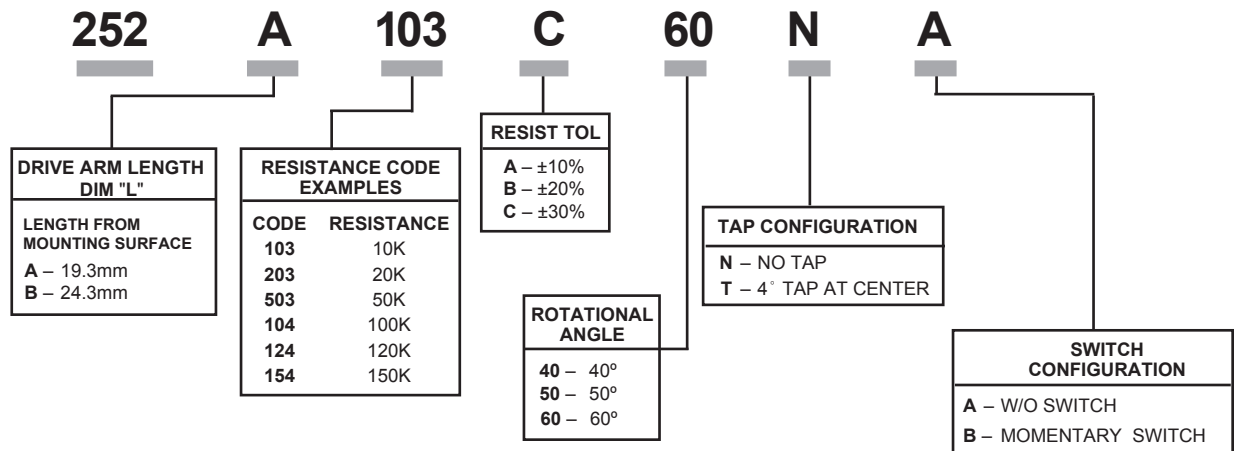 252 A 103 C 60 N A
DRIVE ARM LENGTH
DIM "L"
LENGTH FROM
MOUNTING SURFACE
A – 19.3mm
B – 24.3mm
RESISTANCE CODE
EXAMPLES
CODE RESISTANCE
103 10K
203 20K
503 50K
104 100K
124 120K
154 150K
RESIST TOL
A – ±10%
B – ±20%
C – ±30%
ROTATIONAL
ANGLE
40 – 40º
50 – 50º
60 – 60º
TAP CONFIGURATION
N – NO TAP
T – 4° TAP AT CENTER
SWITCH
CONFIGURATION
A – W/O SWITCH
B – MOMENTARY SWITCH